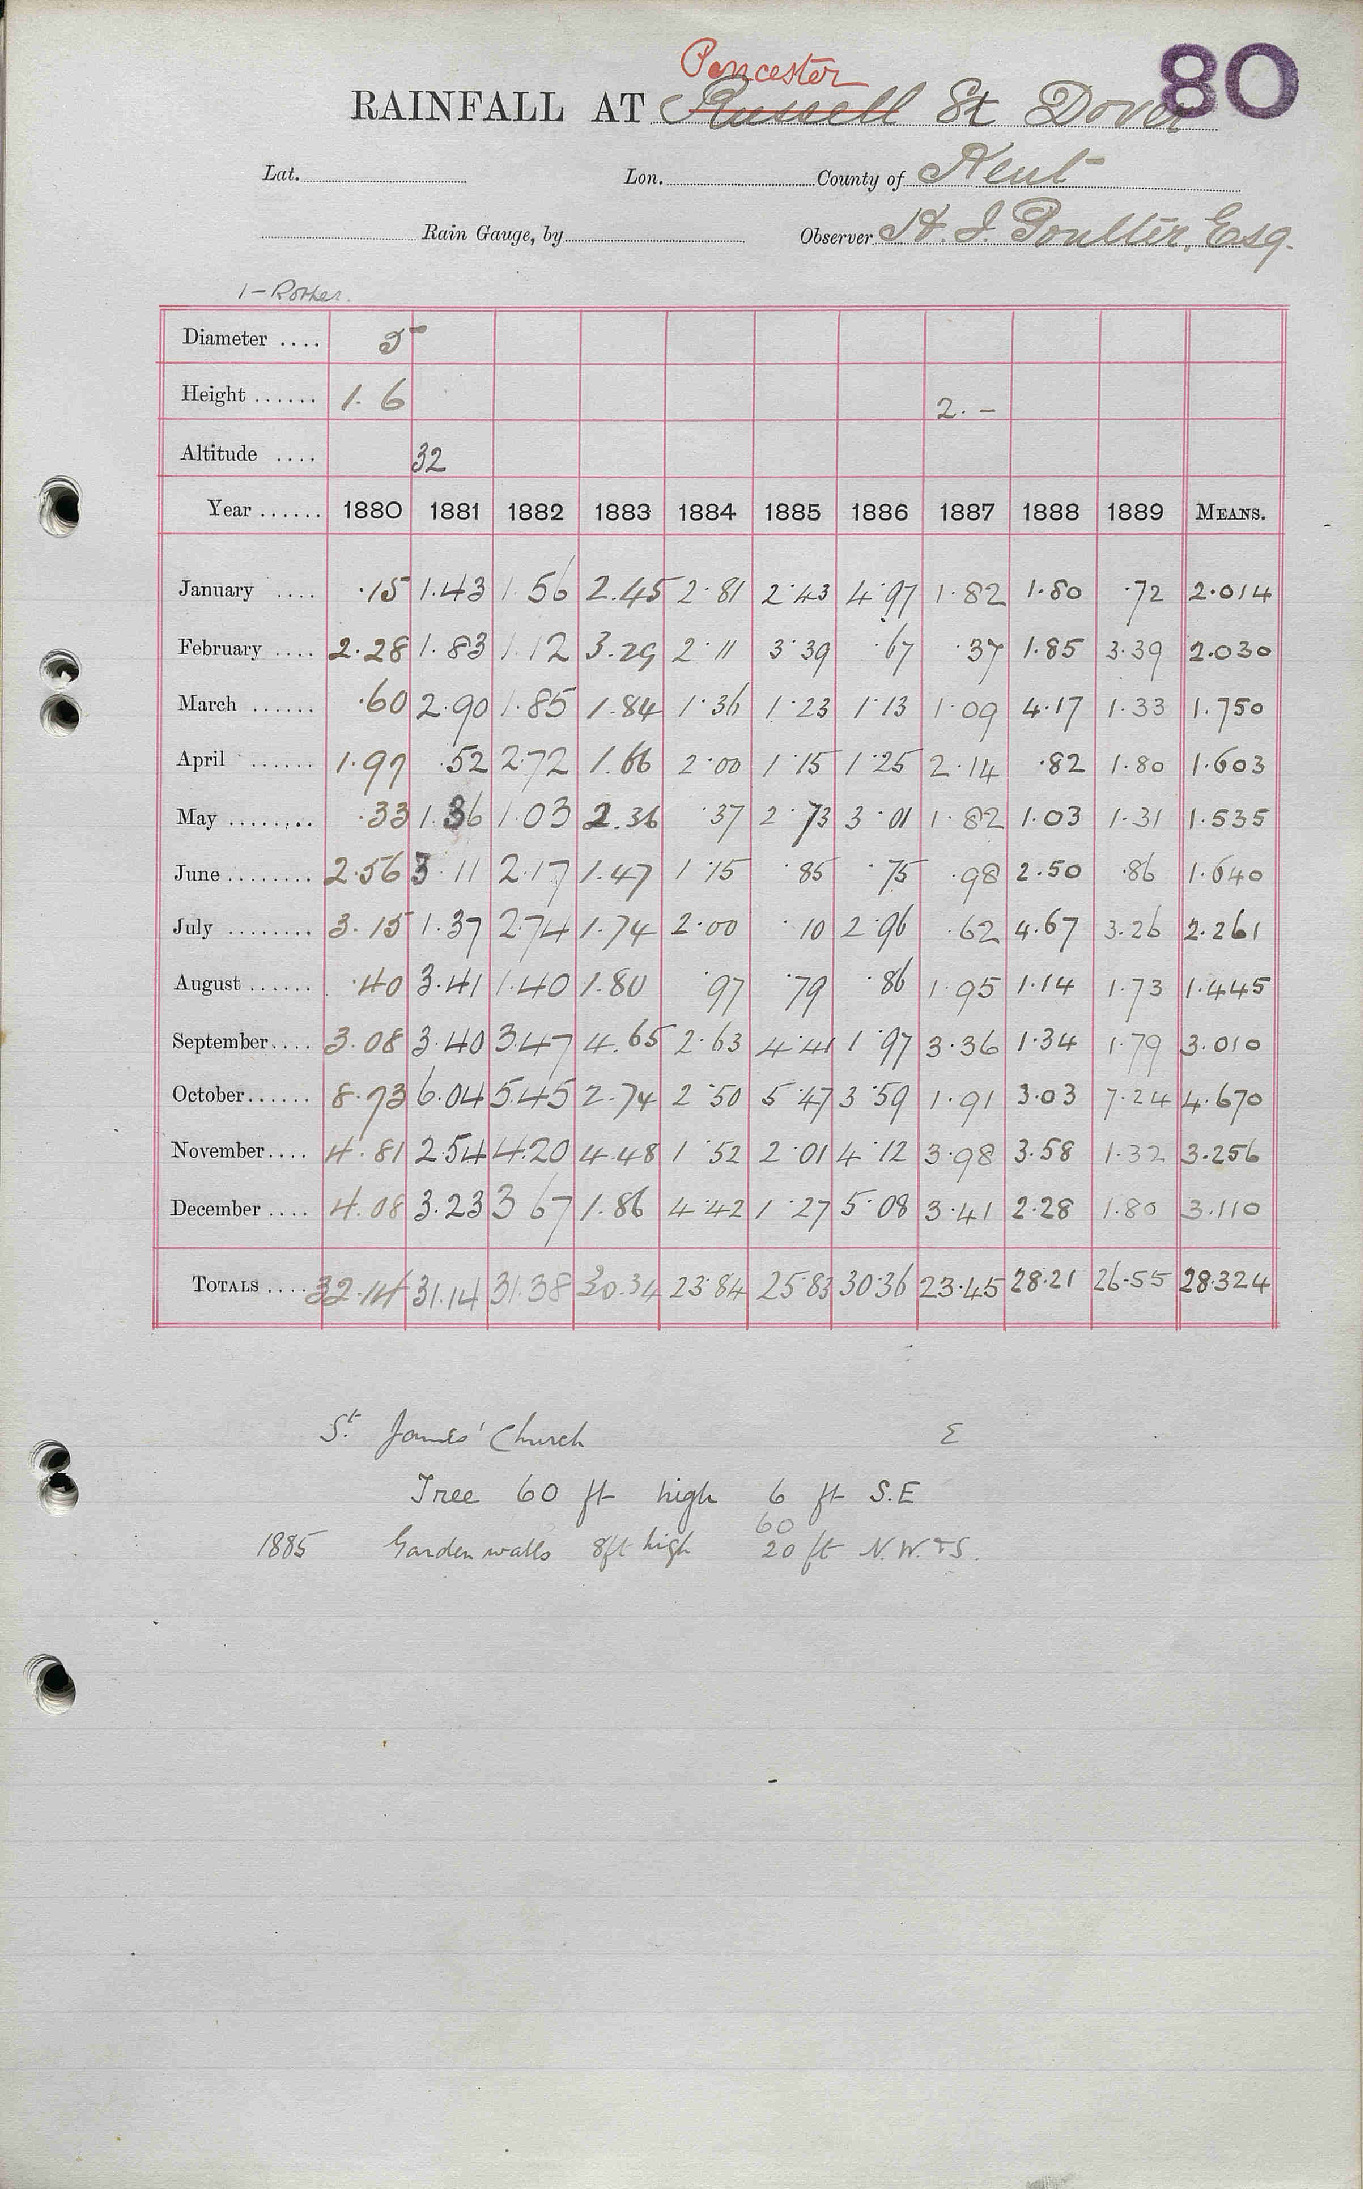 80
Pencester
RAINFALL AT Russell St Dover
Lat. Lon. County of Kent
Rain Gauge, by Observer H. J. Poulter, Esq.
1-Rother.
Diameter .... 5
Height ...... 1.6 2.-
Altitude .... 32
Year ...... 1880 1881 1882 1883 1884 1885 1886 1887 1888 1889 MEANS.
January .... .15 1.43 1.56 2.45 2.81 2.43 4.97 1.82 1.80 .72 2.014
February .... 2.28 1.83 1.12 3.29 2.11 3.39 .67 .37 1.85 3.39 2.030
March ...... .60 2.90 1.85 1.84 1.36 1.23 1.13 1.09 4.17 1.33 1.750
April ...... 1.97 .52 2.72 1.66 2.00 1.15 1.25 2.14 .82 1.80 1.603
May ........ .33 1.36 1.03 2.36 .37 2.73 3.01 1.82 1.03 1.31 1.535
June ........ 2.56 3.11 2.17 1.47 1.15 .85 .75 .98 2.50 .86 1.640
July ........ 3.15 1.37 2.74 1.74 2.00 .10 2.96 .62 4.67 3.26 2.261
August ...... .40 3.41 1.40 1.80 .97 .79 .86 1.95 1.14 1.73 1.445
September .... 3.08 3.40 3.47 4.65 2.63 4.41 1.97 3.36 1.34 1.79 3.010
October ...... 8.73 6.04 5.45 2.74 2.50 5.47 3.59 1.91 3.03 7.24 4.670
November .... 4.81 2.54 4.20 4.48 1.52 2.01 4.12 3.98 3.58 1.32 3.256
December .... 4.08 3.23 3.67 1.86 4.42 1.27 5.08 3.41 2.28 1.80 3.110
TOTALS .... 32.14 31.14 31.38 30.34 23.84 25.83 30.36 23.45 28.21 26.55 28.324
St. James' Church E
Tree 60 ft high 6 ft S.E
60
1885 Garden walls 8ft high 20 ft N.W. & S.